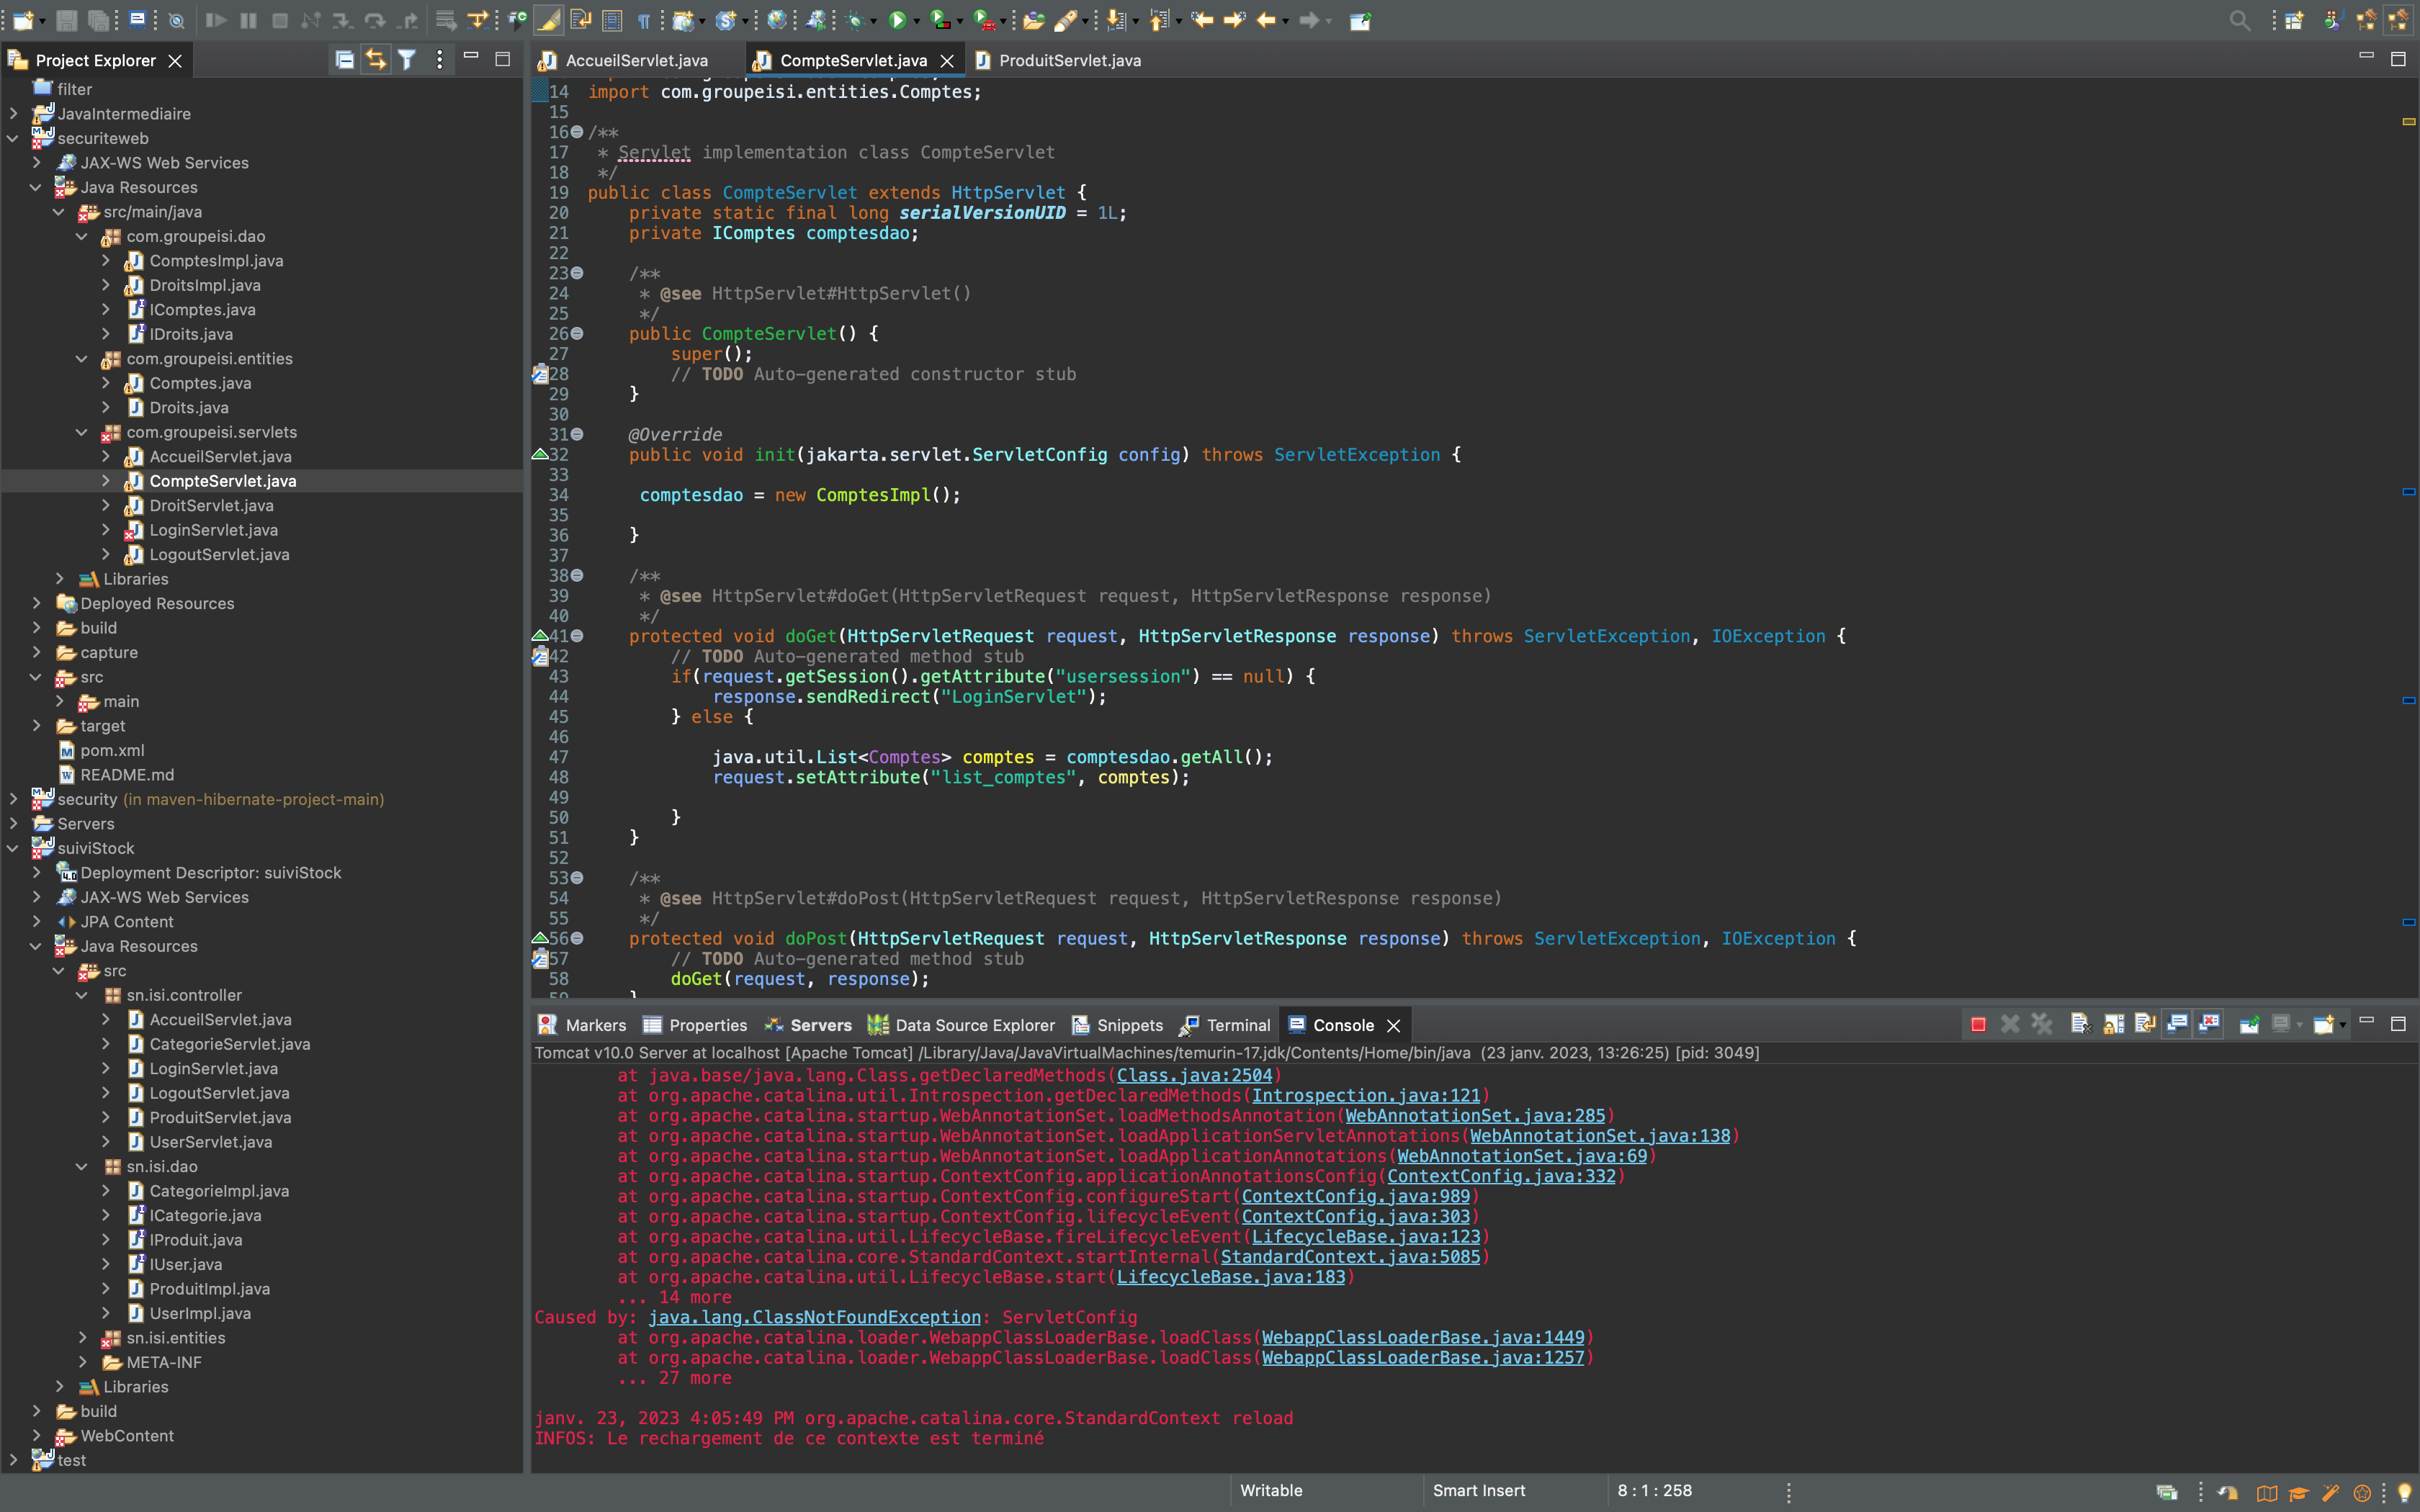 Project Explorer
filter
JavaIntermediaire
securiteweb
JAX-WS Web Services
Java Resources
src/main/java
com.groupeisi.dao
ComptesImpl.java
DroitsImpl.java
IComptes.java
IDroits.java
com.groupeisi.entities
Comptes.java
Droits.java
com.groupeisi.servlets
AccueilServlet.java
CompteServlet.java
DroitServlet.java
LoginServlet.java
LogoutServlet.java
Libraries
Deployed Resources
build
capture
src
main
target
pom.xml
README.md
security (in maven-hibernate-project-main)
Servers
suiviStock
Deployment Descriptor: suiviStock
JAX-WS Web Services
JPA Content
Java Resources
src
sn.isi.controller
AccueilServlet.java
CategorieServlet.java
LoginServlet.java
LogoutServlet.java
ProduitServlet.java
UserServlet.java
sn.isi.dao
CategorieImpl.java
ICategorie.java
IProduit.java
IUser.java
ProduitImpl.java
UserImpl.java
sn.isi.entities
META-INF
Libraries
build
WebContent
test
AccueilServlet.java CompteServlet.java ProduitServlet.java
14 import com.groupeisi.entities.Comptes;
15
16 /**
17 * Servlet implementation class CompteServlet
18 */
19 public class CompteServlet extends HttpServlet {
20 private static final long serialVersionUID = 1L;
21 private IComptes comptesdao;
22
23 /**
24 * @see HttpServlet#HttpServlet()
25 */
26 public CompteServlet() {
27 super();
28 // TODO Auto-generated constructor stub
29 }
30
31 @Override
32 public void init(jakarta.servlet.ServletConfig config) throws ServletException {
33
34 comptesdao = new ComptesImpl();
35
36 }
37
38 /**
39 * @see HttpServlet#doGet(HttpServletRequest request, HttpServletResponse response)
40 */
41 protected void doGet(HttpServletRequest request, HttpServletResponse response) throws ServletException, IOException {
42 // TODO Auto-generated method stub
43 if(request.getSession().getAttribute("usersession") == null) {
44 response.sendRedirect("LoginServlet");
45 } else {
46
47 java.util.List<Comptes> comptes = comptesdao.getAll();
48 request.setAttribute("list_comptes", comptes);
49
50 }
51 }
52
53 /**
54 * @see HttpServlet#doPost(HttpServletRequest request, HttpServletResponse response)
55 */
56 protected void doPost(HttpServletRequest request, HttpServletResponse response) throws ServletException, IOException {
57 // TODO Auto-generated method stub
58 doGet(request, response);
59 }
Markers Properties Servers Data Source Explorer Snippets Terminal Console
Tomcat v10.0 Server at localhost [Apache Tomcat] /Library/Java/JavaVirtualMachines/temurin-17.jdk/Contents/Home/bin/java (23 janv. 2023, 13:26:25) [pid: 3049]
at java.base/java.lang.Class.getDeclaredMethods(Class.java:2504)
at org.apache.catalina.util.Introspection.getDeclaredMethods(Introspection.java:121)
at org.apache.catalina.startup.WebAnnotationSet.loadMethodsAnnotation(WebAnnotationSet.java:285)
at org.apache.catalina.startup.WebAnnotationSet.loadApplicationServletAnnotations(WebAnnotationSet.java:138)
at org.apache.catalina.startup.WebAnnotationSet.loadApplicationAnnotations(WebAnnotationSet.java:69)
at org.apache.catalina.startup.ContextConfig.applicationAnnotationsConfig(ContextConfig.java:332)
at org.apache.catalina.startup.ContextConfig.configureStart(ContextConfig.java:989)
at org.apache.catalina.startup.ContextConfig.lifecycleEvent(ContextConfig.java:303)
at org.apache.catalina.util.LifecycleBase.fireLifecycleEvent(LifecycleBase.java:123)
at org.apache.catalina.core.StandardContext.startInternal(StandardContext.java:5085)
at org.apache.catalina.util.LifecycleBase.start(LifecycleBase.java:183)
... 14 more
Caused by: java.lang.ClassNotFoundException: ServletConfig
at org.apache.catalina.loader.WebappClassLoaderBase.loadClass(WebappClassLoaderBase.java:1449)
at org.apache.catalina.loader.WebappClassLoaderBase.loadClass(WebappClassLoaderBase.java:1257)
... 27 more
janv. 23, 2023 4:05:49 PM org.apache.catalina.core.StandardContext reload
INFOS: Le rechargement de ce contexte est terminé
Writable Smart Insert 8 : 1 : 258